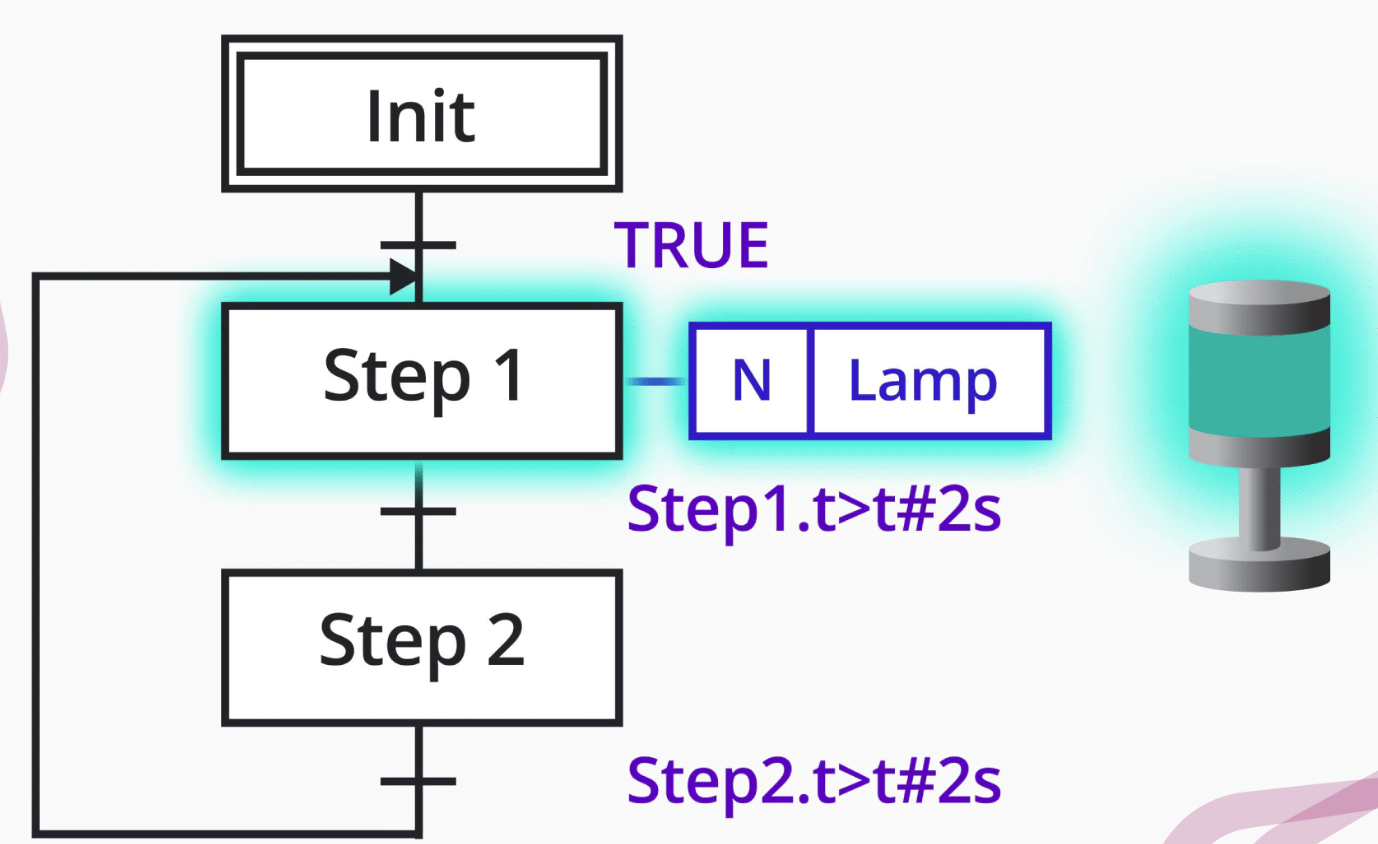 Init
TRUE
Step 1
N Lamp
Step1.t>t#2s
Step 2
Step2.t>t#2s